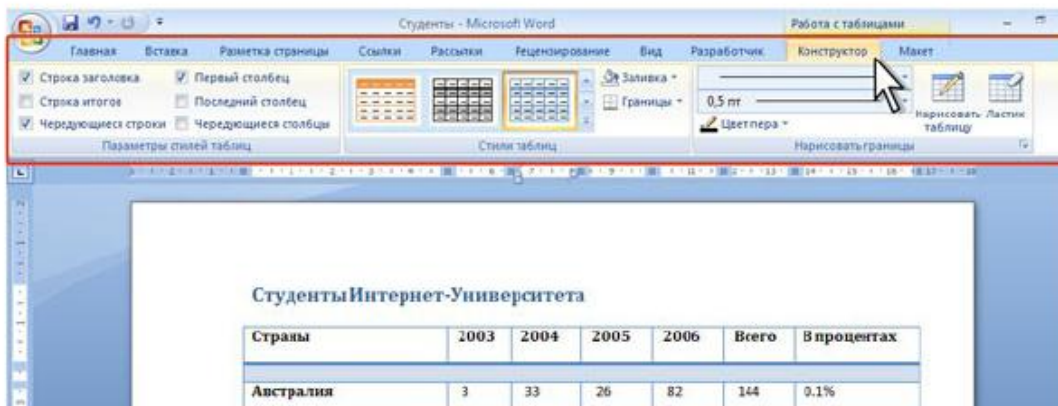 Студенты - Microsoft Word Работа с таблицами
Главная Вставка Разметка страницы Ссылки Рассылки Рецензирование Вид Разработчик Конструктор Макет
Строка заголовка Первый столбец Заливка
Строка итогов Последний столбец Границы 0,5 пт
Чередующиеся строки Чередующиеся столбцы Цвет пера Нарисовать таблицу Ластик
Параметры стилей таблиц Стили таблиц Нарисовать границы
Студенты Интернет-Университета
Страны 2003 2004 2005 2006 Всего В процентах
Австралия 3 33 26 82 144 0.1%